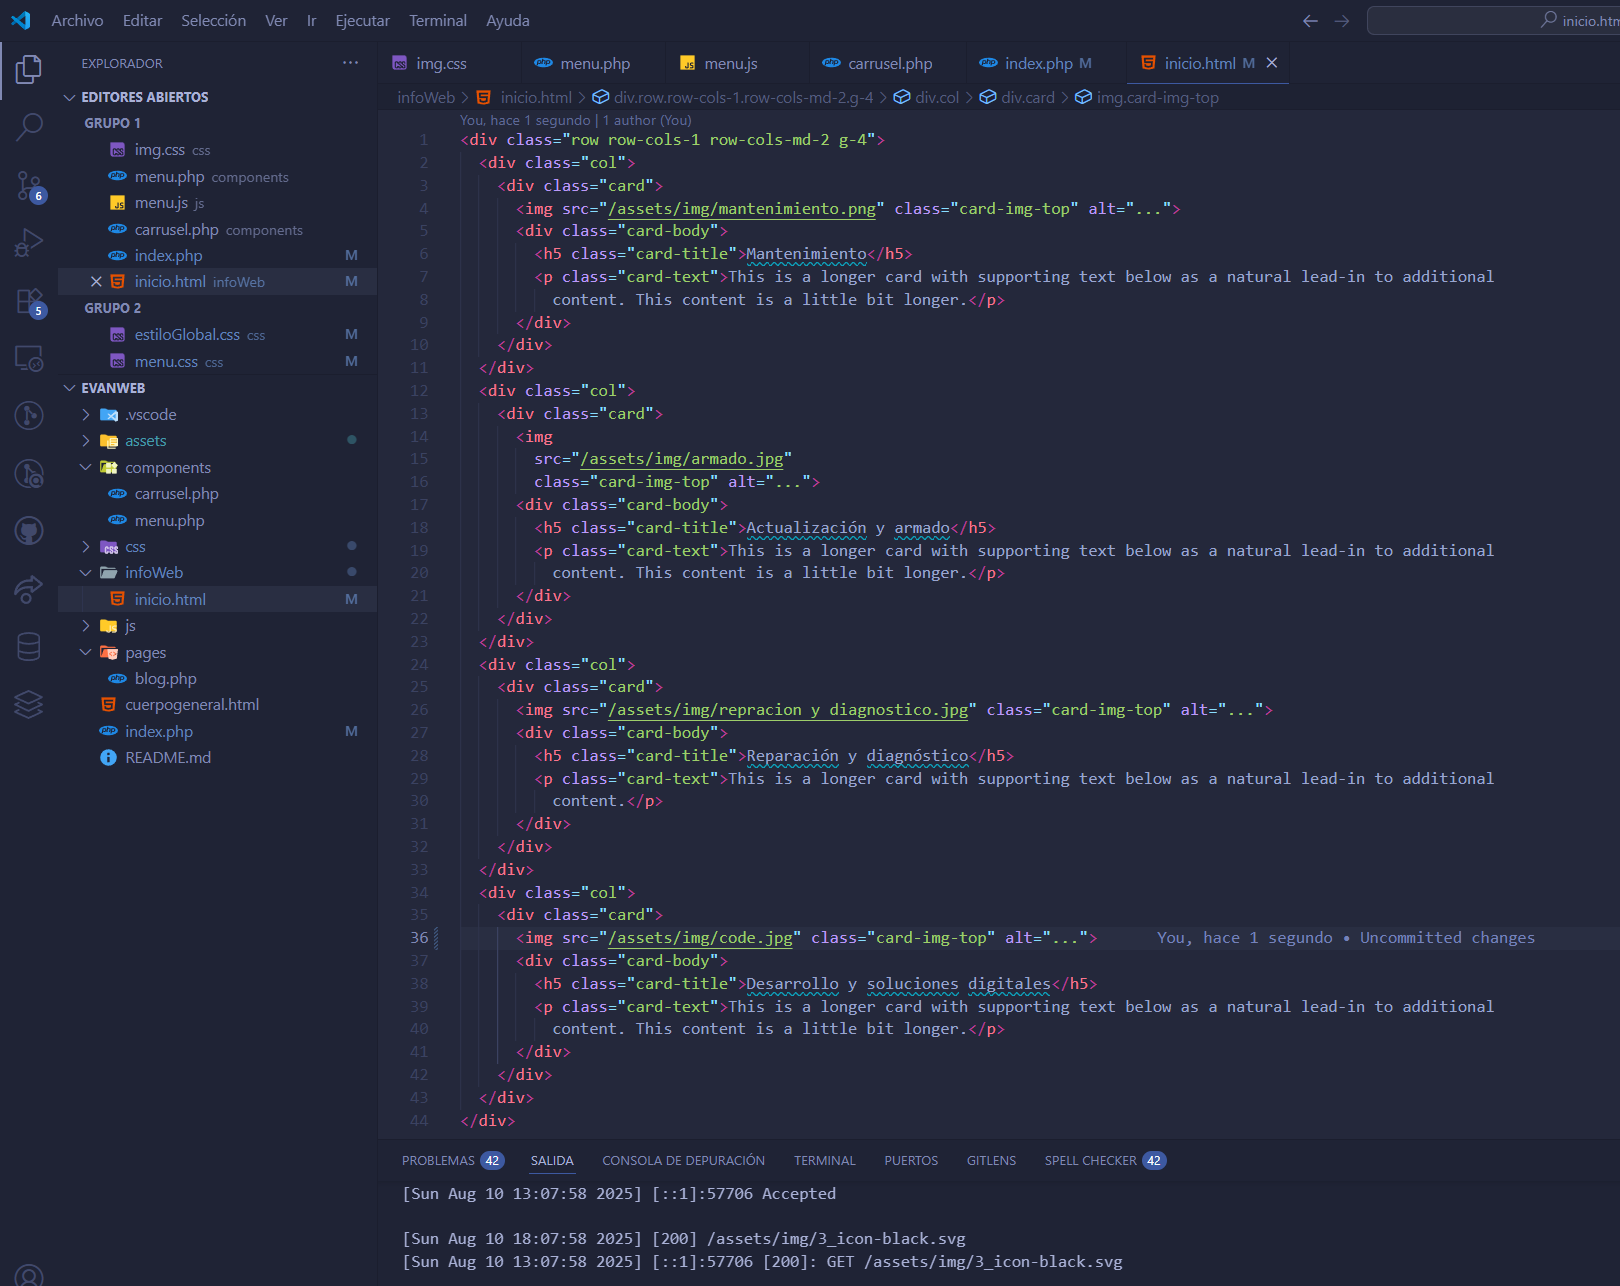 Archivo Editar Selección Ver Ir Ejecutar Terminal Ayuda
inicio.htm
EXPLORADOR
EDITORES ABIERTOS
GRUPO 1
img.css css
menu.php components
menu.js js
carrusel.php components
index.php M
inicio.html infoWeb M
GRUPO 2
estiloGlobal.css css M
menu.css css M
EVANWEB
.vscode
assets
components
carrusel.php
menu.php
css
infoWeb
inicio.html M
js
pages
blog.php
cuerpogeneral.html
index.php M
README.md
6
5
img.css menu.php menu.js carrusel.php index.php M inicio.html M
infoWeb > inicio.html > div.row.row-cols-1.row-cols-md-2.g-4 > div.col > div.card > img.card-img-top
You, hace 1 segundo | 1 author (You)
1 <div class="row row-cols-1 row-cols-md-2 g-4">
2 <div class="col">
3 <div class="card">
4 <img src="/assets/img/mantenimiento.png" class="card-img-top" alt="...">
5 <div class="card-body">
6 <h5 class="card-title">Mantenimiento</h5>
7 <p class="card-text">This is a longer card with supporting text below as a natural lead-in to additional
8 content. This content is a little bit longer.</p>
9 </div>
10 </div>
11 </div>
12 <div class="col">
13 <div class="card">
14 <img
15 src="/assets/img/armado.jpg"
16 class="card-img-top" alt="...">
17 <div class="card-body">
18 <h5 class="card-title">Actualización y armado</h5>
19 <p class="card-text">This is a longer card with supporting text below as a natural lead-in to additional
20 content. This content is a little bit longer.</p>
21 </div>
22 </div>
23 </div>
24 <div class="col">
25 <div class="card">
26 <img src="/assets/img/repracion y diagnostico.jpg" class="card-img-top" alt="...">
27 <div class="card-body">
28 <h5 class="card-title">Reparación y diagnóstico</h5>
29 <p class="card-text">This is a longer card with supporting text below as a natural lead-in to additional
30 content.</p>
31 </div>
32 </div>
33 </div>
34 <div class="col">
35 <div class="card">
36 <img src="/assets/img/code.jpg" class="card-img-top" alt="..."> You, hace 1 segundo • Uncommitted changes
37 <div class="card-body">
38 <h5 class="card-title">Desarrollo y soluciones digitales</h5>
39 <p class="card-text">This is a longer card with supporting text below as a natural lead-in to additional
40 content. This content is a little bit longer.</p>
41 </div>
42 </div>
43 </div>
44 </div>
PROBLEMAS 42 SALIDA CONSOLA DE DEPURACIÓN TERMINAL PUERTOS GITLENS SPELL CHECKER 42
[Sun Aug 10 13:07:58 2025] [::1]:57706 Accepted
[Sun Aug 10 18:07:58 2025] [200] /assets/img/3_icon-black.svg
[Sun Aug 10 13:07:58 2025] [::1]:57706 [200]: GET /assets/img/3_icon-black.svg